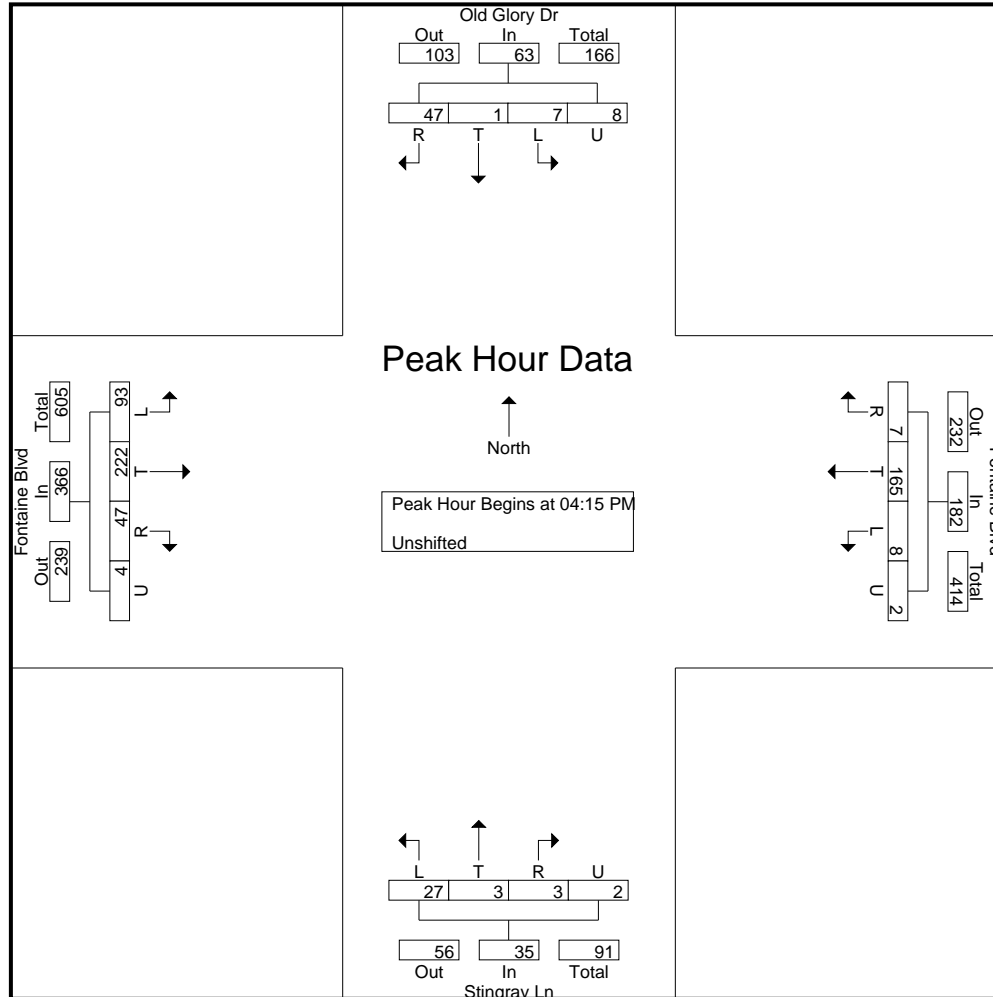 Old Glory Dr
Out In Total
103 63 166
47 1 7 8
R T L U
Peak Hour Data
North
Peak Hour Begins at 04:15 PM
Unshifted
Fontaine Blvd
Total In Out
605 366 239
93 222 47 4
L T R U
R T L U
7 165 8 2
Out In Total
232 182 414
L T R U
27 3 3 2
56 35 91
Out In Total
Stingray Ln